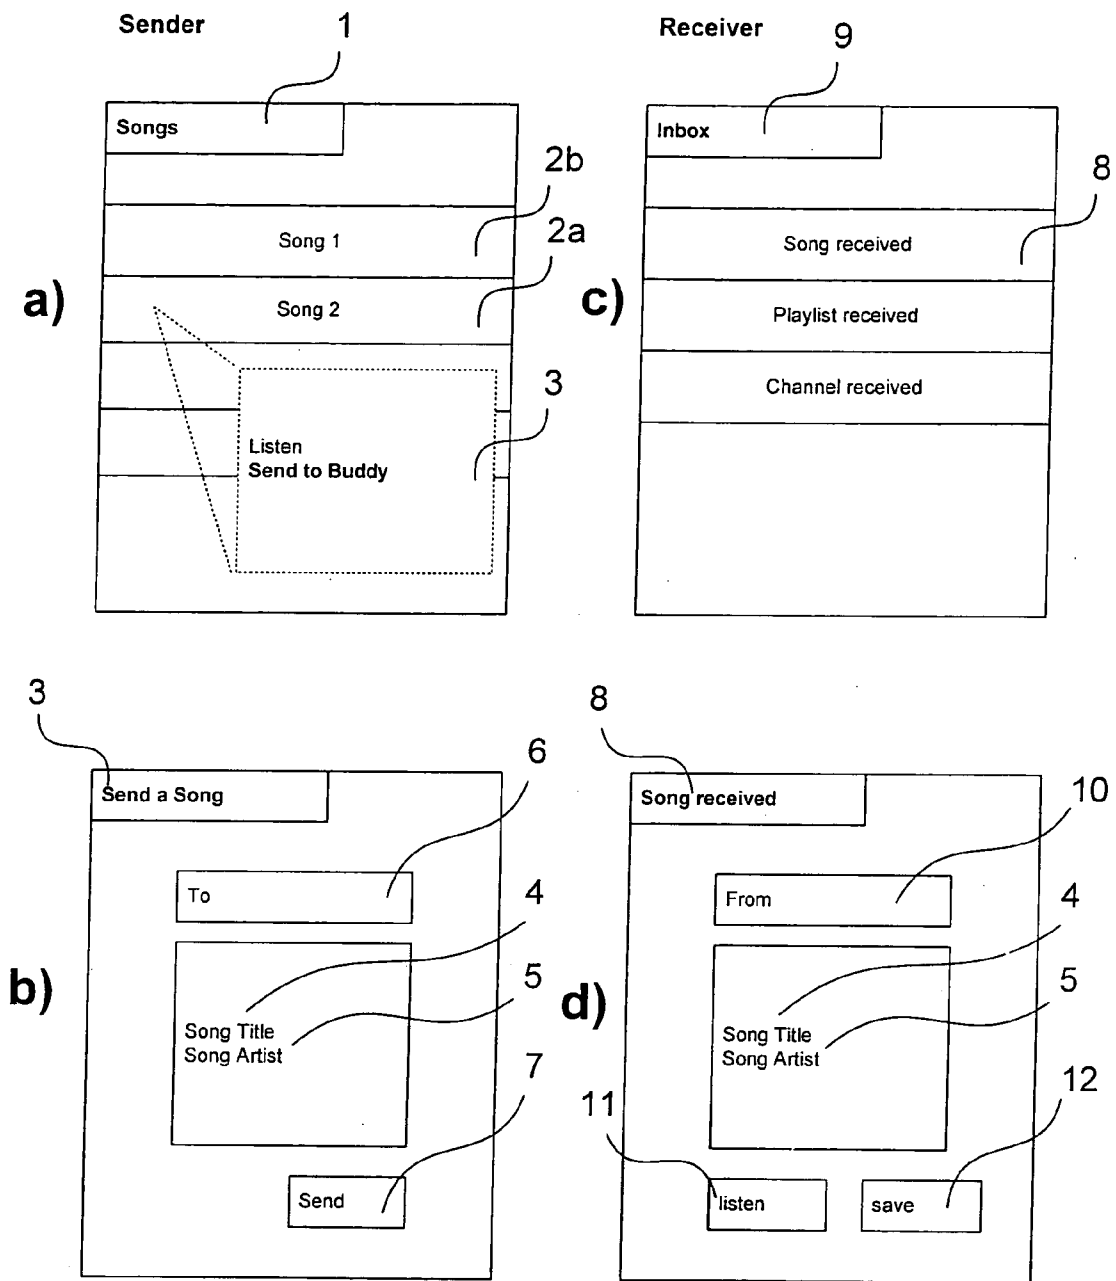 Sender
1
Songs
2b
Song 1
2a
a)
Song 2
3
Listen
Send to Buddy
Receiver
9
Inbox
8
Song received
c)
Playlist received
Channel received
3
Send a Song
6
To
4
b)
5
Song Title
Song Artist
7
Send
8
Song received
10
From
4
d)
5
Song Title
Song Artist
11
12
listen
save